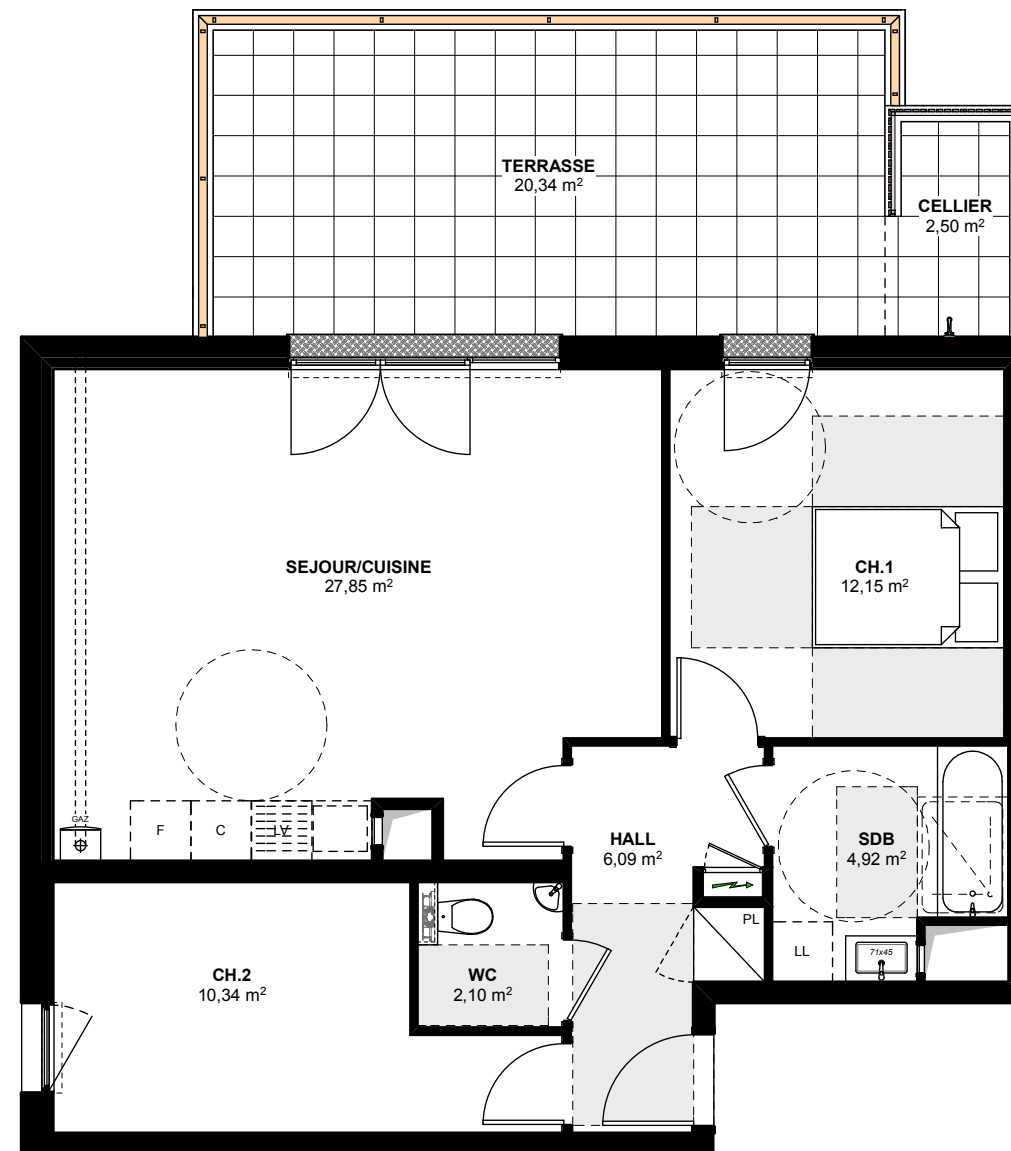 TERRASSE
20,34 m²
CELLIER
2,50 m²
SEJOUR/CUISINE
27,85 m²
CH.1
12,15 m²
GAZ
F
C
LV
HALL
6,09 m²
SDB
4,92 m²
PL
LL
71x45
CH.2
10,34 m²
WC
2,10 m²